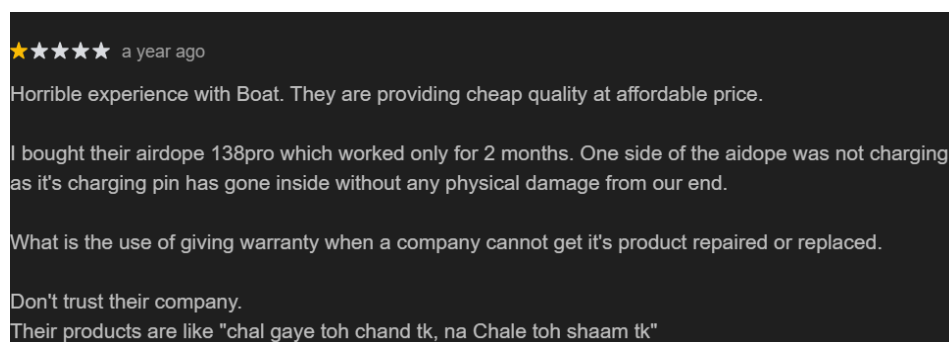 a year ago
Horrible experience with Boat. They are providing cheap quality at affordable price.
I bought their airdope 138pro which worked only for 2 months. One side of the aidope was not charging
as it's charging pin has gone inside without any physical damage from our end.
What is the use of giving warranty when a company cannot get it's product repaired or replaced.
Don't trust their company.
Their products are like "chal gaye toh chand tk, na Chale toh shaam tk"